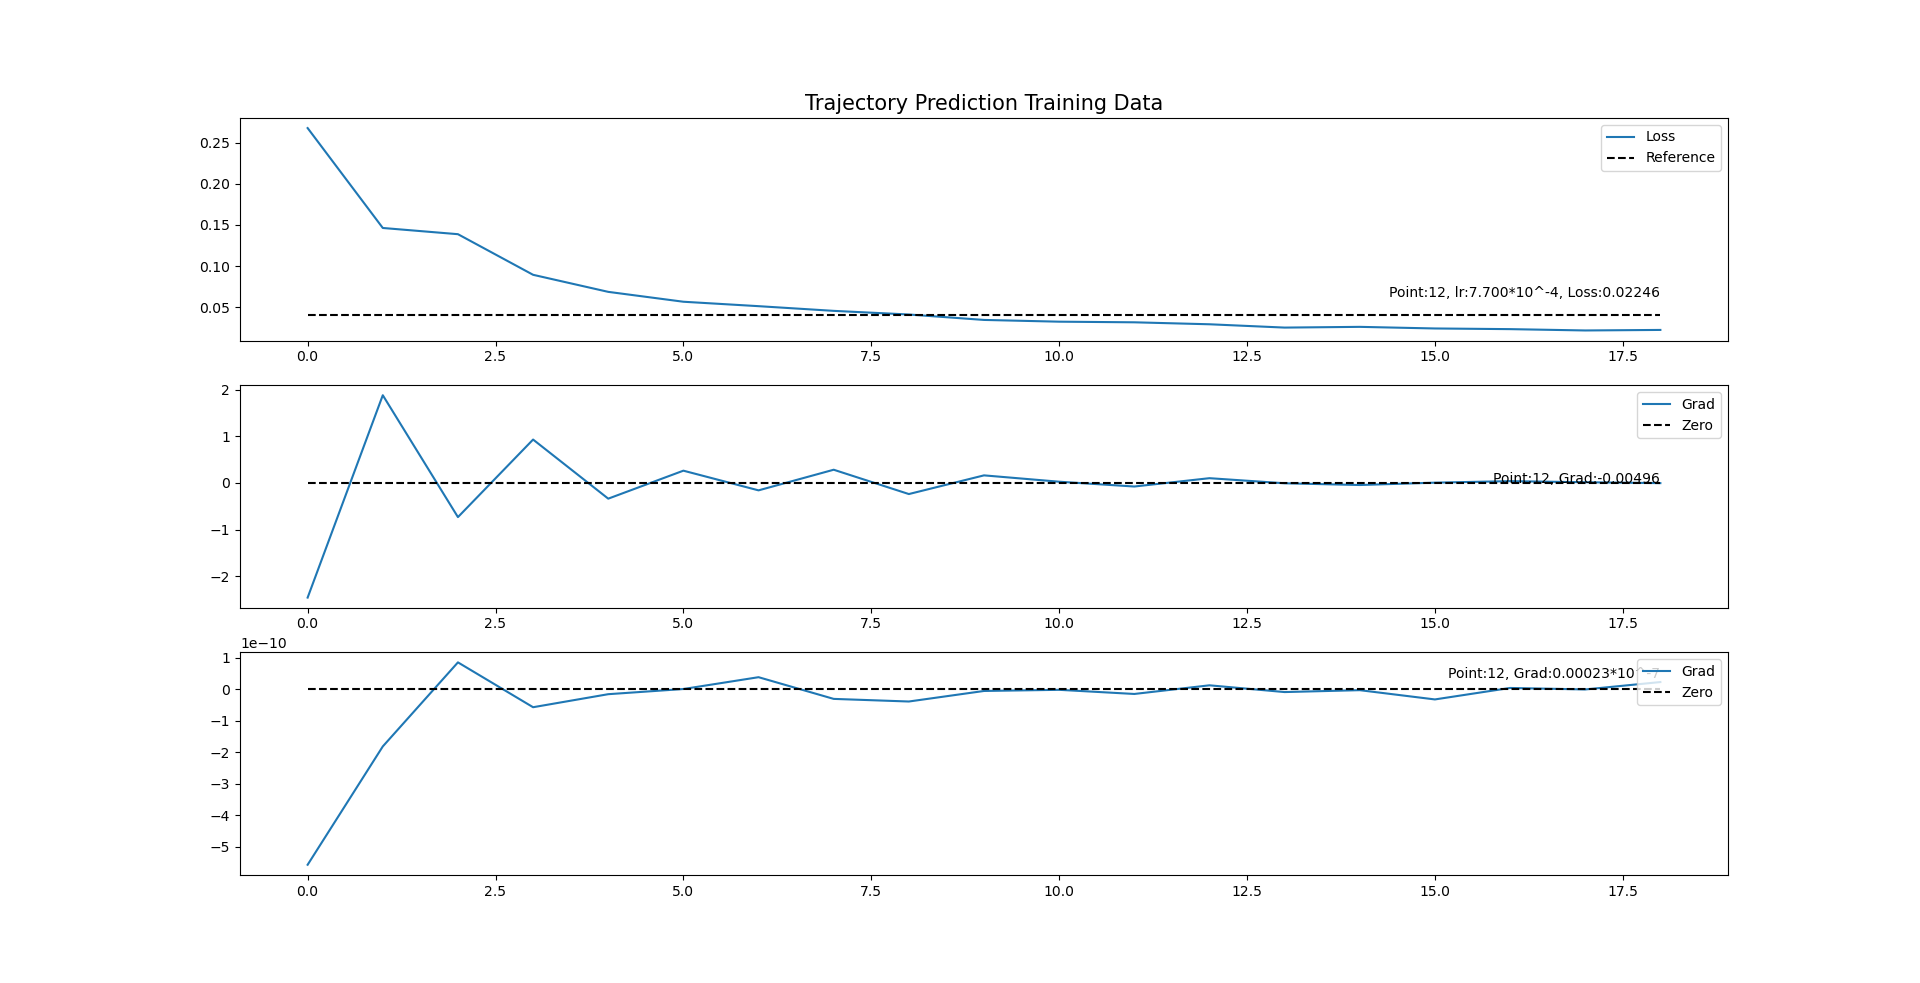 Trajectory Prediction Training Data
Loss
Reference
0.25
0.20
0.15
0.10
0.05
Point:12, lr:7.700*10^-4, Loss:0.02246
0.0 2.5 5.0 7.5 10.0 12.5 15.0 17.5
Grad
Zero
2
1
0
−1
−2
Point:12, Grad:-0.00496
0.0 2.5 5.0 7.5 10.0 12.5 15.0 17.5
1e−10
Point:12, Grad:0.00023*10^-7
Grad
Zero
1
0
−1
−2
−3
−4
−5
0.0 2.5 5.0 7.5 10.0 12.5 15.0 17.5